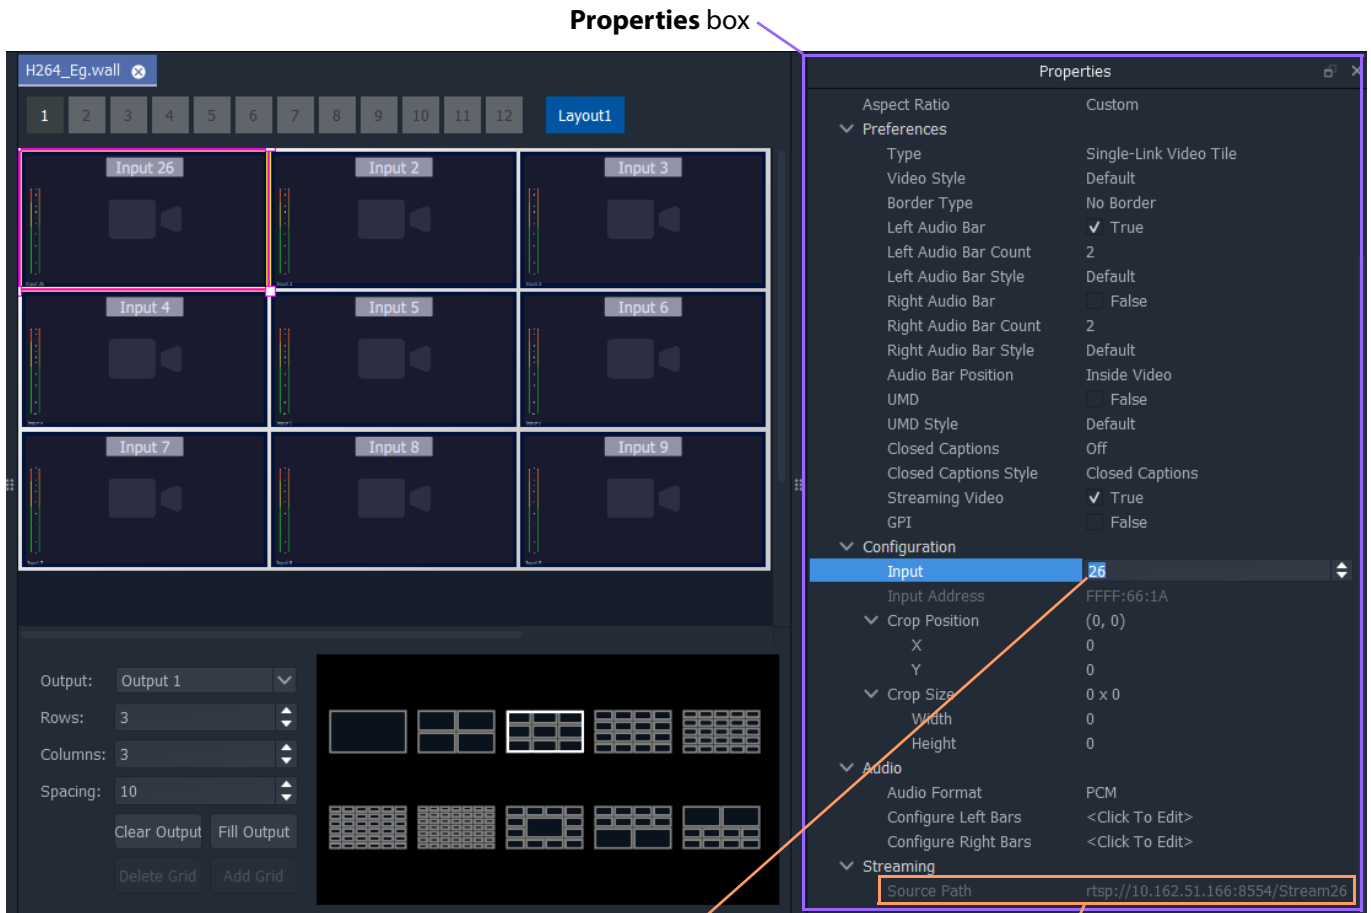 Properties box
H264_Eg.wall
1 2 3 4 5 6 7 8 9 10 11 12 Layout1
Input 26 Input 2 Input 3
Input 4 Input 5 Input 6
Input 7 Input 8 Input 9
Output: Output 1
Rows: 3
Columns: 3
Spacing: 10
Clear Output Fill Output
Delete Grid Add Grid
Properties
Aspect Ratio Custom
Preferences
Type Single-Link Video Tile
Video Style Default
Border Type No Border
Left Audio Bar True
Left Audio Bar Count 2
Left Audio Bar Style Default
Right Audio Bar False
Right Audio Bar Count 2
Right Audio Bar Style Default
Audio Bar Position Inside Video
UMD False
UMD Style Default
Closed Captions Off
Closed Captions Style Closed Captions
Streaming Video True
GPI False
Configuration
Input 26
Input Address FFFF:66:1A
Crop Position (0, 0)
X 0
Y 0
Crop Size 0 x 0
Width 0
Height 0
Audio
Audio Format PCM
Configure Left Bars <Click To Edit>
Configure Right Bars <Click To Edit>
Streaming
Source Path rtsp://10.162.51.166:8554/Stream26